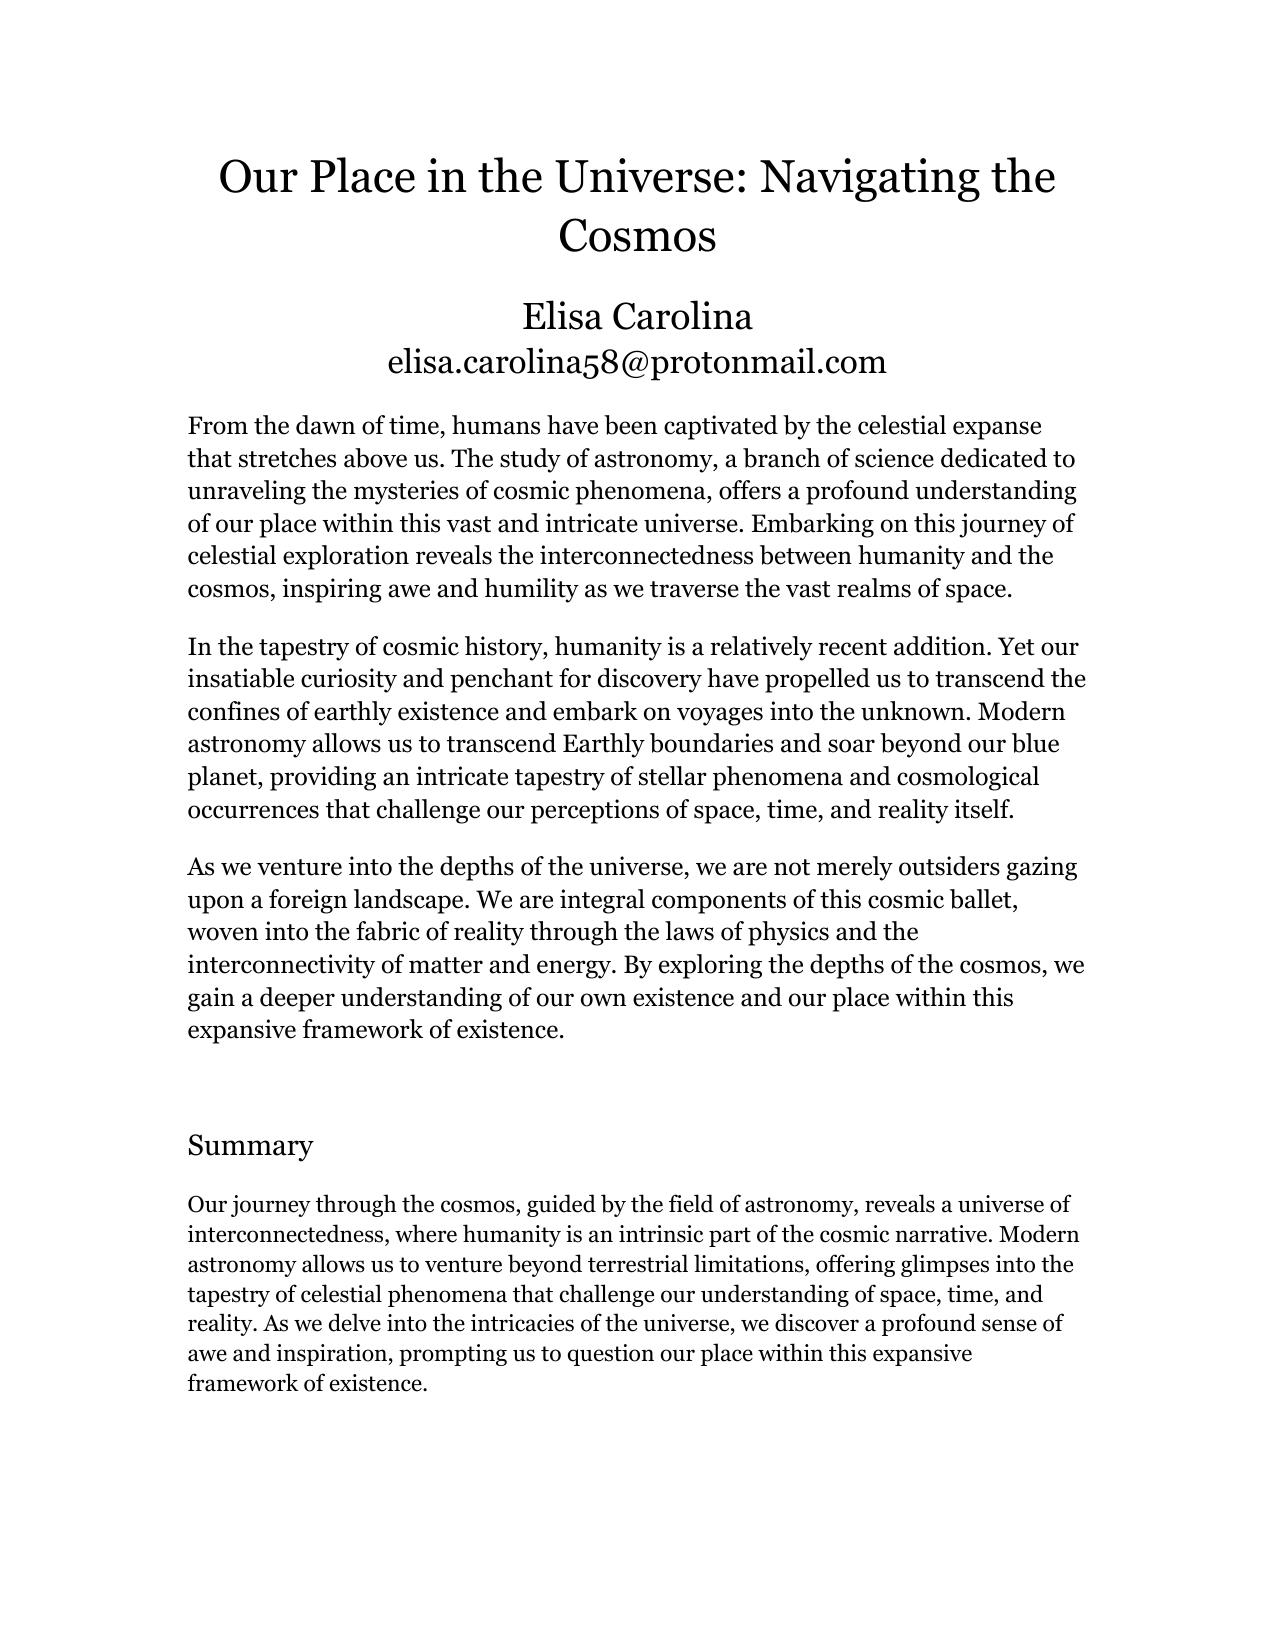 Our Place in the Universe: Navigating the
Cosmos
Elisa Carolina
elisa.carolina58@protonmail.com
From the dawn of time, humans have been captivated by the celestial expanse
that stretches above us. The study of astronomy, a branch of science dedicated to
unraveling the mysteries of cosmic phenomena, offers a profound understanding
of our place within this vast and intricate universe. Embarking on this journey of
celestial exploration reveals the interconnectedness between humanity and the
cosmos, inspiring awe and humility as we traverse the vast realms of space.
In the tapestry of cosmic history, humanity is a relatively recent addition. Yet our
insatiable curiosity and penchant for discovery have propelled us to transcend the
confines of earthly existence and embark on voyages into the unknown. Modern
astronomy allows us to transcend Earthly boundaries and soar beyond our blue
planet, providing an intricate tapestry of stellar phenomena and cosmological
occurrences that challenge our perceptions of space, time, and reality itself.
As we venture into the depths of the universe, we are not merely outsiders gazing
upon a foreign landscape. We are integral components of this cosmic ballet,
woven into the fabric of reality through the laws of physics and the
interconnectivity of matter and energy. By exploring the depths of the cosmos, we
gain a deeper understanding of our own existence and our place within this
expansive framework of existence.
Summary
Our journey through the cosmos, guided by the field of astronomy, reveals a universe of
interconnectedness, where humanity is an intrinsic part of the cosmic narrative. Modern
astronomy allows us to venture beyond terrestrial limitations, offering glimpses into the
tapestry of celestial phenomena that challenge our understanding of space, time, and
reality. As we delve into the intricacies of the universe, we discover a profound sense of
awe and inspiration, prompting us to question our place within this expansive
framework of existence.